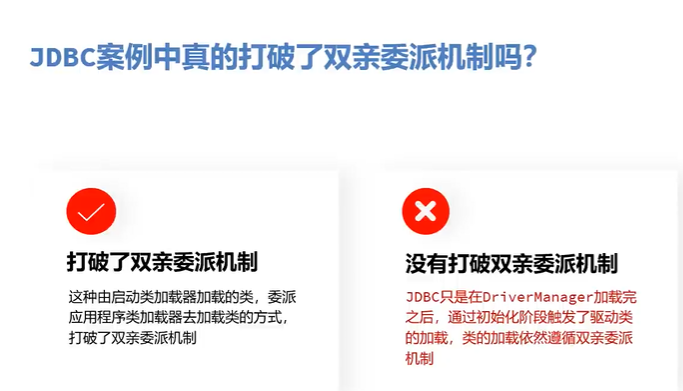 JDBC案例中真的打破了双亲委派机制吗?
打破了双亲委派机制
这种由启动类加载器加载的类，委派
应用程序类加载器去加载类的方式，
打破了双亲委派机制
没有打破双亲委派机制
JDBC只是在DriverManager加载完
之后，通过初始化阶段触发了驱动类
的加载，类的加载依然遵循双亲委派
机制